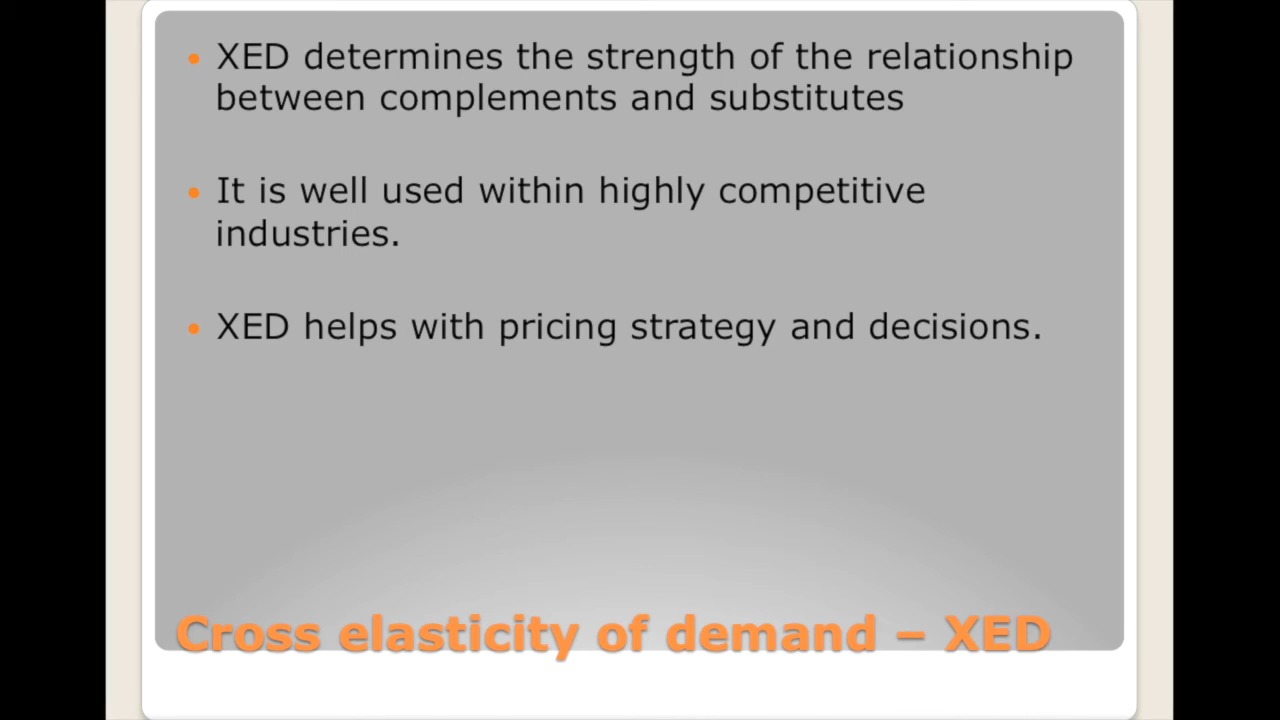 XED determines the strength of the relationship
between complements and substitutes
It is well used within highly competitive
industries.
XED helps with pricing strategy and decisions.
Cross elasticity of demand – XED